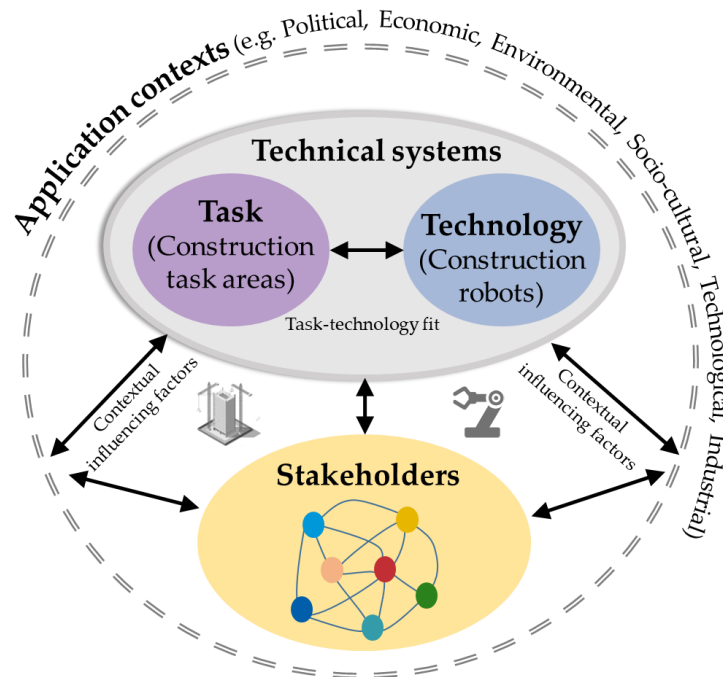 Application contexts (e.g. Political, Economic, Environmental, Socio-cultural, Technological, Industrial)
Technical systems
Task
(Construction
task areas)
Technology
(Construction
robots)
Task-technology fit
Contextual
influencing factors
Contextual
influencing factors
Stakeholders